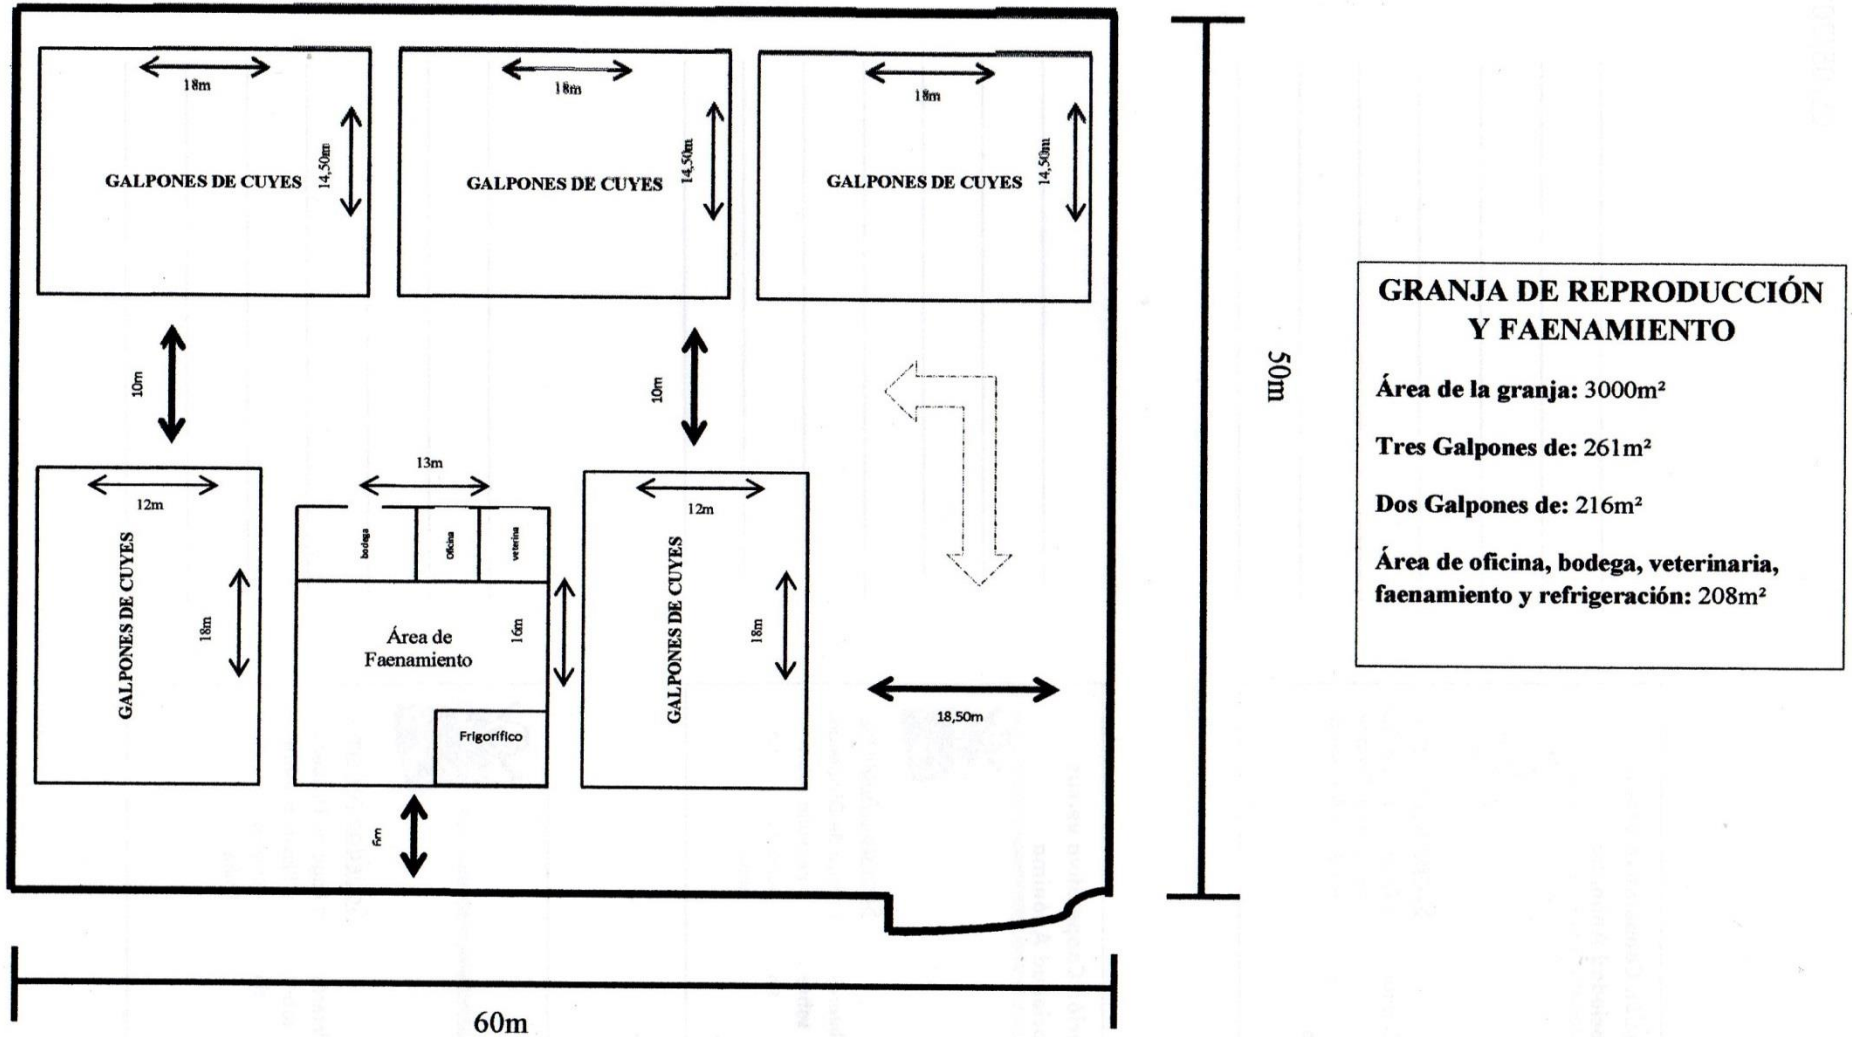 18m
14,50m
GALPONES DE CUYES
18m
14,50m
GALPONES DE CUYES
18m
14,50m
GALPONES DE CUYES
10m
10m
12m
18m
GALPONES DE CUYES
13m
bodega
Oficina
veterina
16m
Área de
Faenamiento
Frigorífico
12m
18m
GALPONES DE CUYES
18,50m
6m
50m
60m
GRANJA DE REPRODUCCIÓN
Y FAENAMIENTO
Área de la granja: 3000m²
Tres Galpones de: 261m²
Dos Galpones de: 216m²
Área de oficina, bodega, veterinaria,
faenamiento y refrigeración: 208m²